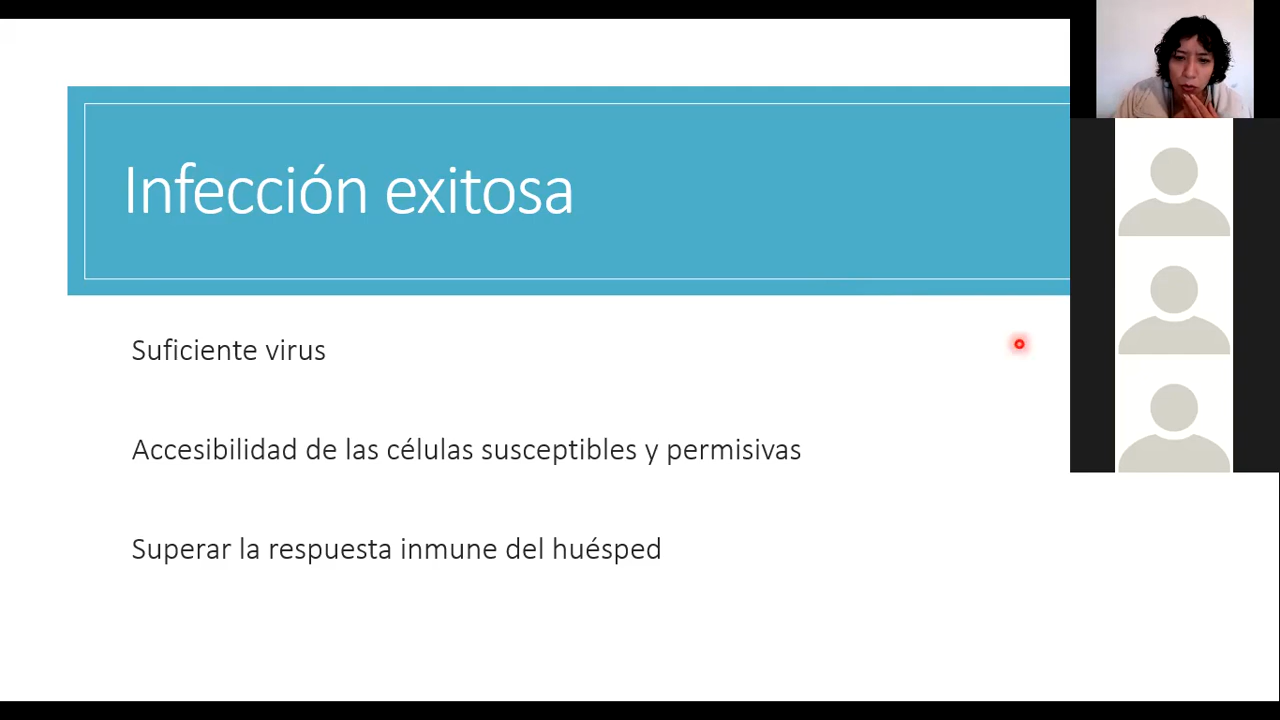 Infección exitosa
Suficiente virus
Accesibilidad de las células susceptibles y permisivas
Superar la respuesta inmune del huésped